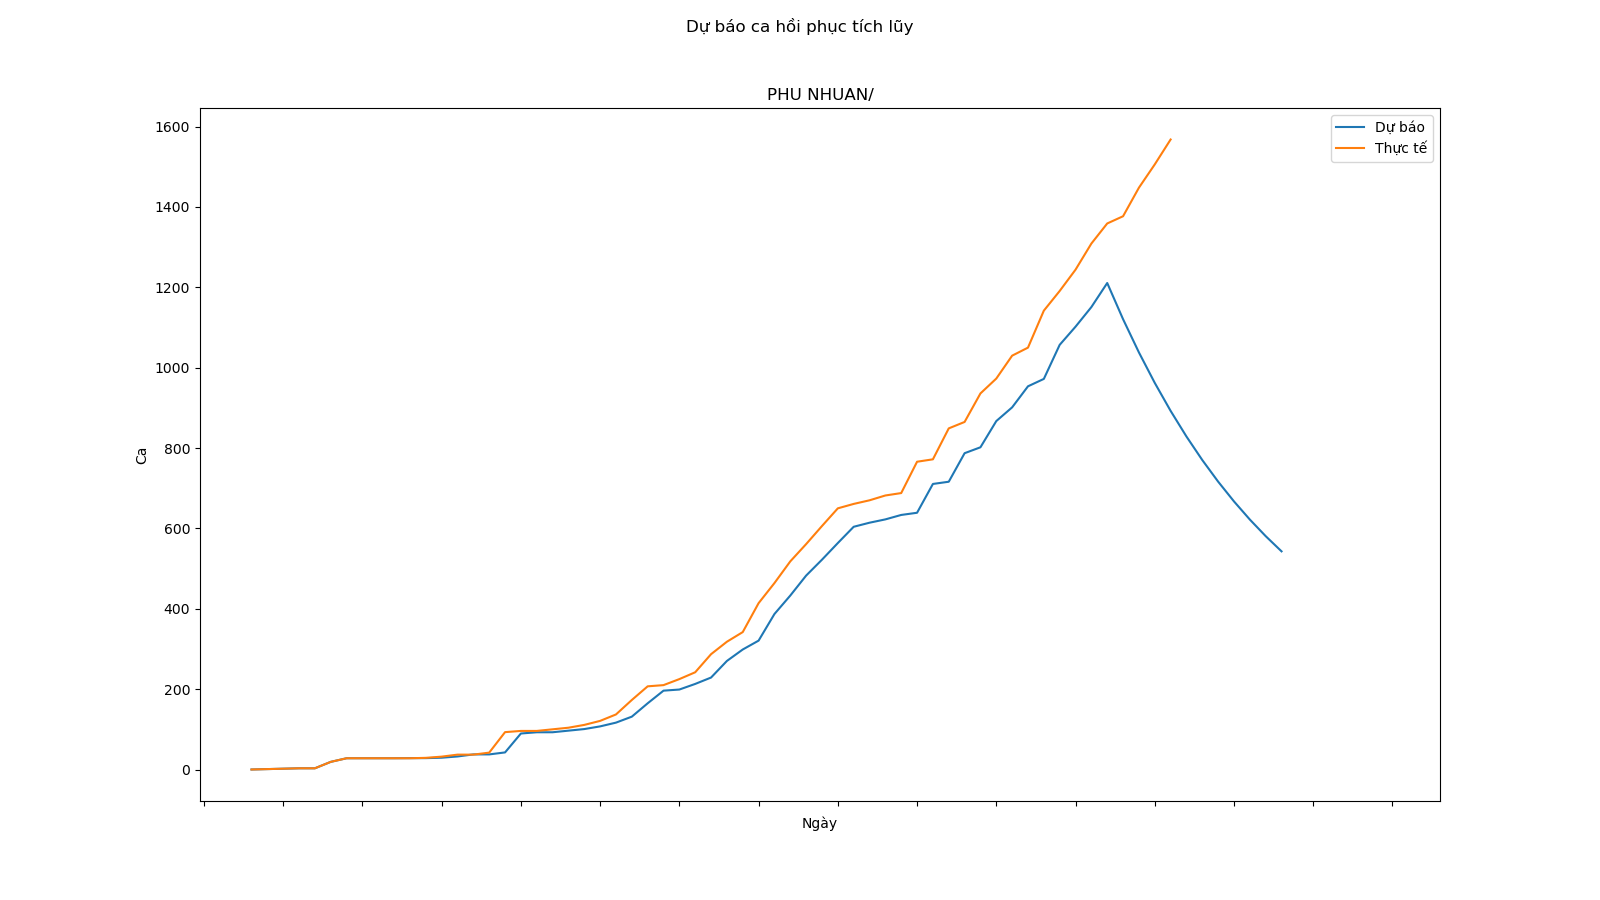 Dự báo ca hồi phục tích lũy
PHU NHUAN/
Dự báo
Thực tế
1600
1400
1200
1000
800
600
400
200
0
Ca
Ngày